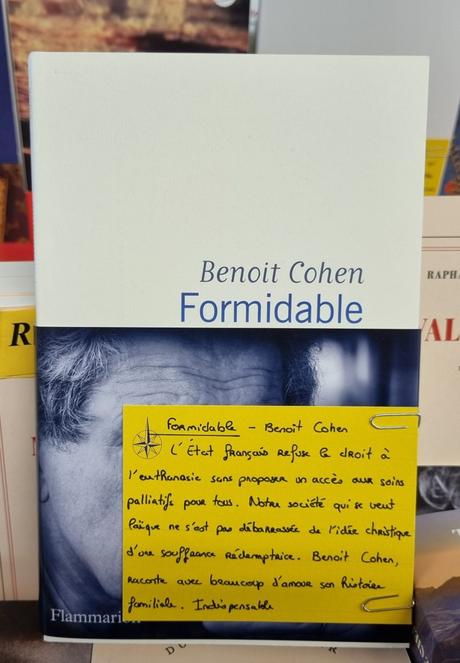 Benoit Cohen
Formidable
Formidable - Benoit Cohen
L'État français refuse le droit à
l'euthanasie sans proposer un accès aux soins
palliatifs pour tous. Notre société qui se veut
laïque ne s'est pas débarrassée de l'idée christique
d'une souffrance rédemptrice. Benoit Cohen,
raconte avec beaucoup d'amour son histoire
familiale. Indispensable
Flammarion
R
RAPHA
VAL